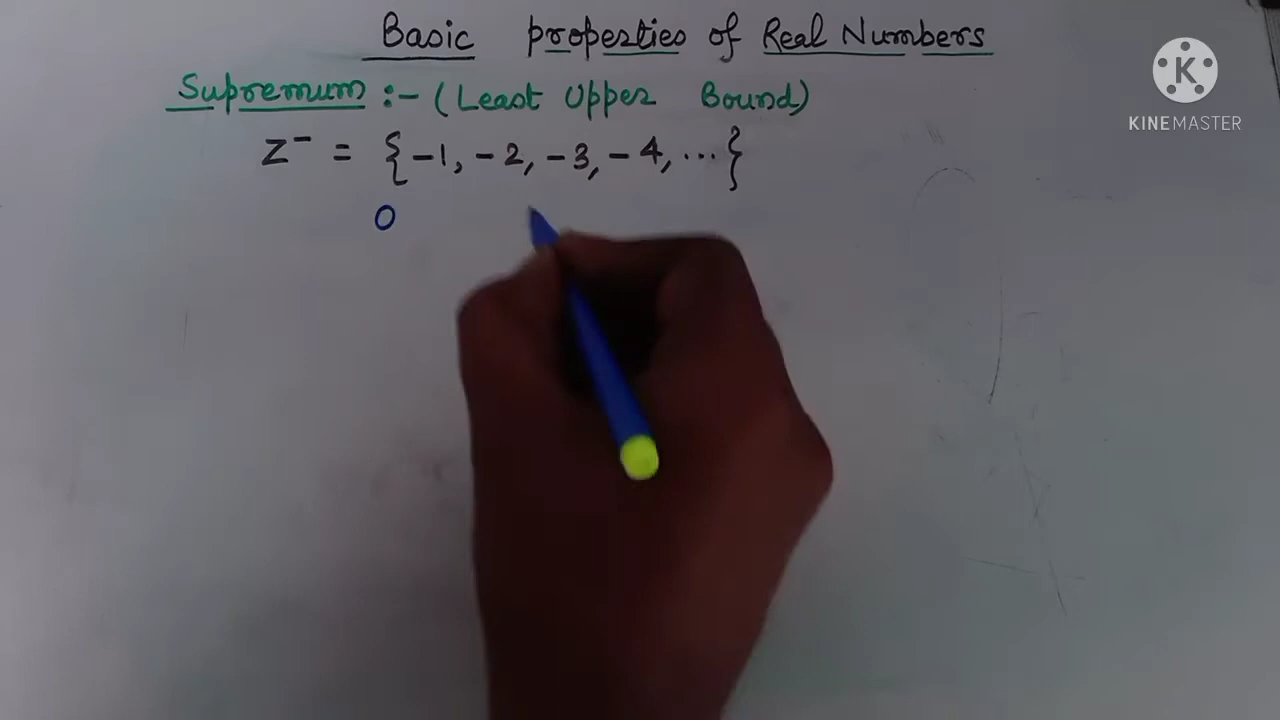 Basic properties of Real Numbers
Supremum :- (Least Upper Bound)
Z⁻ = {-1, -2, -3, -4, ...}
0
K
KINEMASTER